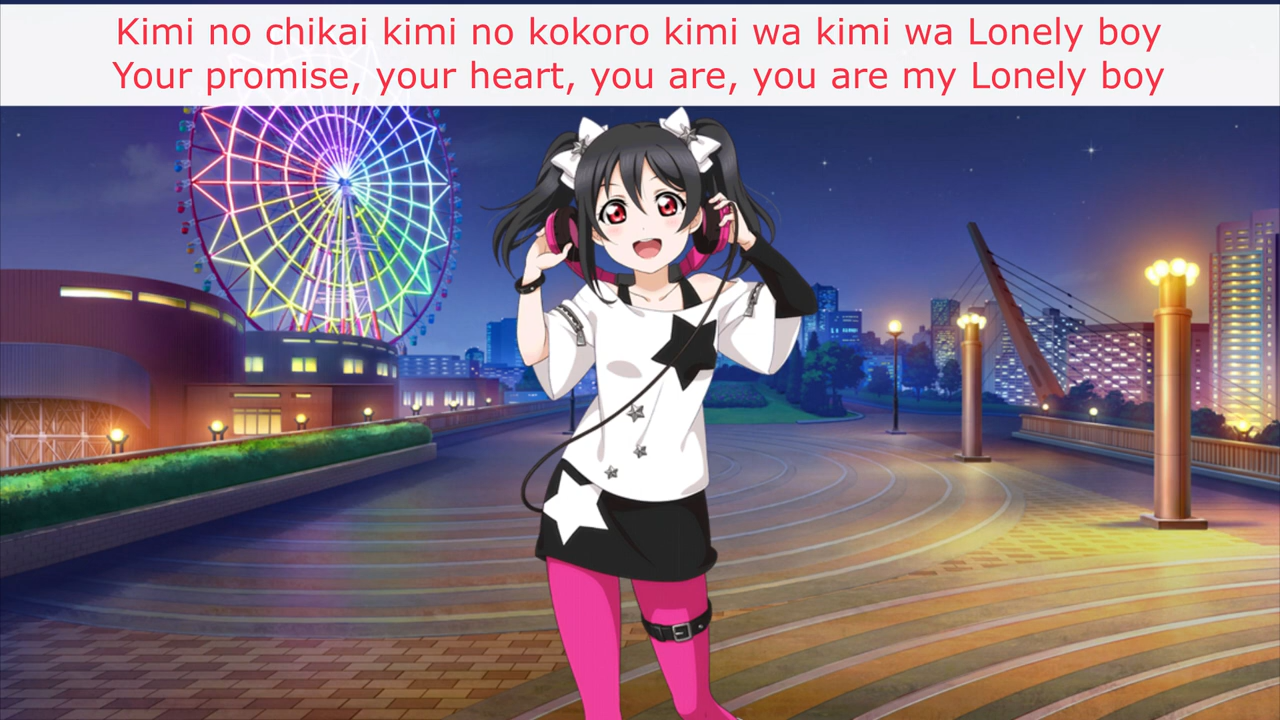 Kimi no chikai kimi no kokoro kimi wa kimi wa Lonely boy
Your promise, your heart, you are, you are my Lonely boy